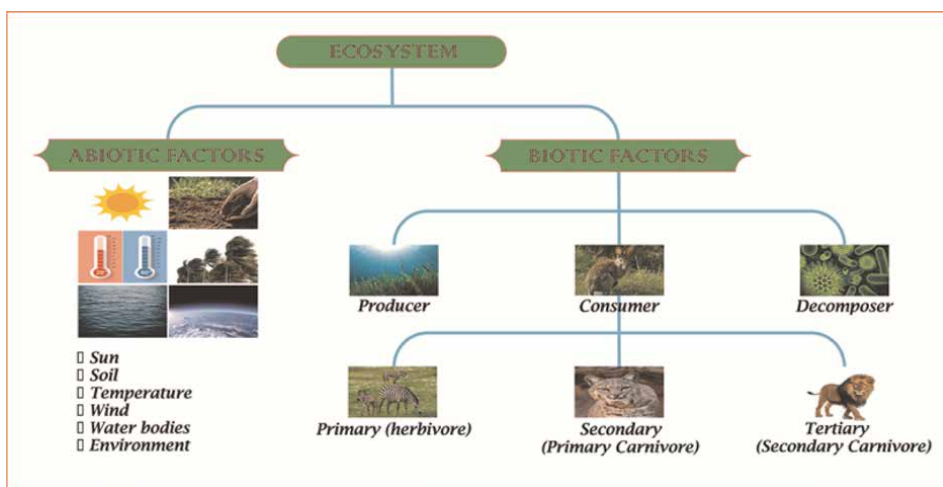 ECOSYSTEM
ABIOTIC FACTORS
BIOTIC FACTORS
Producer
Consumer
Decomposer
▯ Sun
▯ Soil
▯ Temperature
▯ Wind
▯ Water bodies
▯ Environment
Primary (herbivore)
Secondary
(Primary Carnivore)
Tertiary
(Secondary Carnivore)